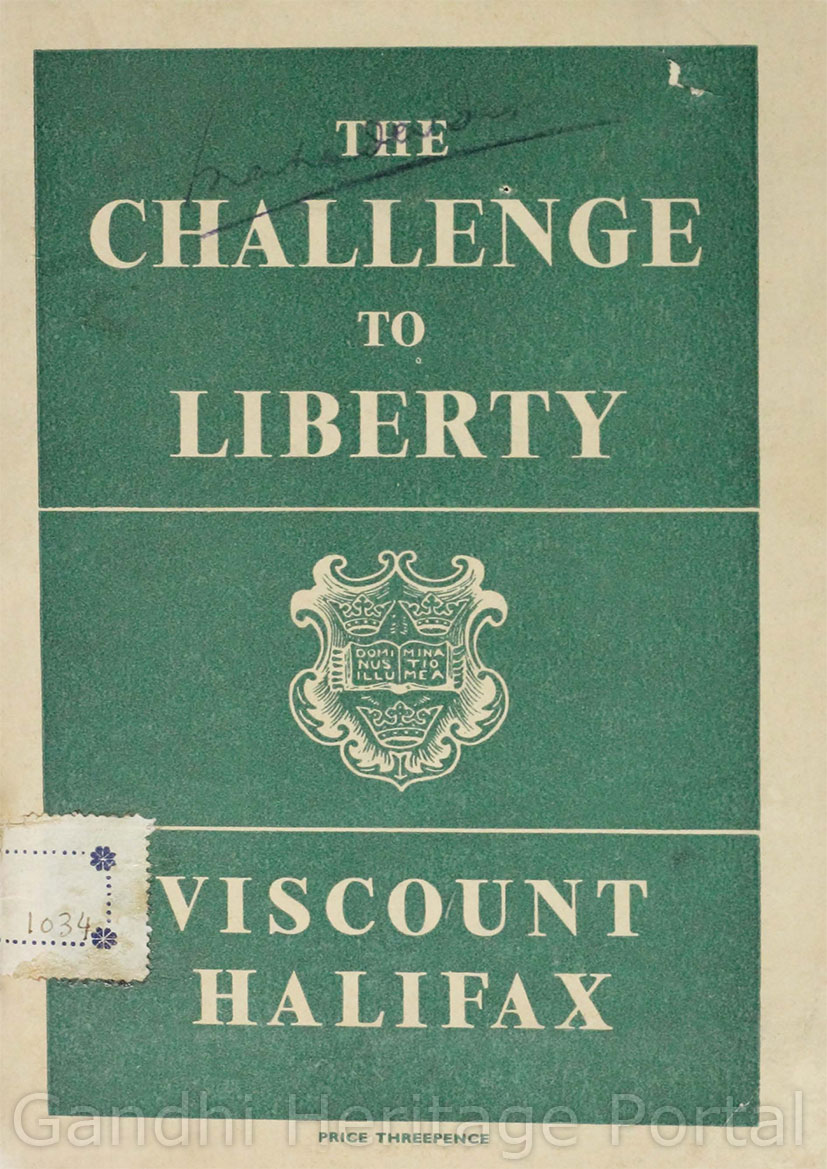 THE
CHALLENGE
TO
LIBERTY
DOMI MINA
NUS TIO
ILLU MEA
1034
VISCOUNT
HALIFAX
Gandhi Heritage Portal
PRICE THREEPENCE